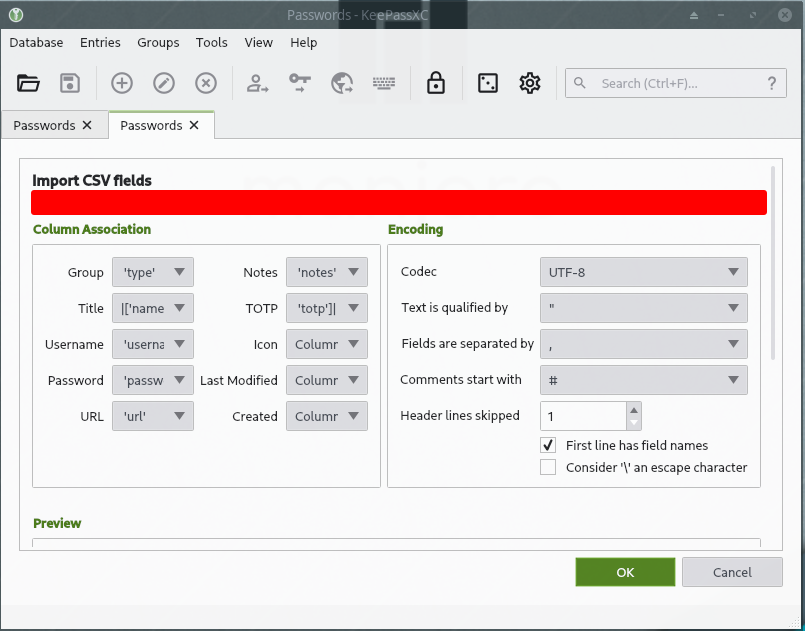 Passwords - KeePassXC
Database Entries Groups Tools View Help
Search (Ctrl+F)... ?
Passwords Passwords
Import CSV fields
Column Association
Group 'type' Notes 'notes'
Title |['name TOTP 'totp']|
Username 'userna Icon Columr
Password 'passw Last Modified Columr
URL 'url' Created Columr
Encoding
Codec UTF-8
Text is qualified by "
Fields are separated by ,
Comments start with #
Header lines skipped 1
First line has field names
Consider '\' an escape character
Preview
OK Cancel